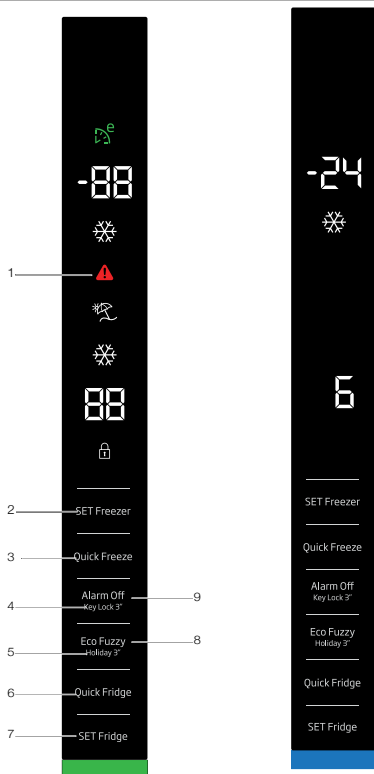 e
-88
1
88
2
SET Freezer
3
Quick Freeze
Alarm Off
9
4
Key Lock 3"
Eco Fuzzy
8
5
Holiday 3"
6
Quick Fridge
7
SET Fridge
-24
6
SET Freezer
Quick Freeze
Alarm Off
Key Lock 3"
Eco Fuzzy
Holiday 3"
Quick Fridge
SET Fridge